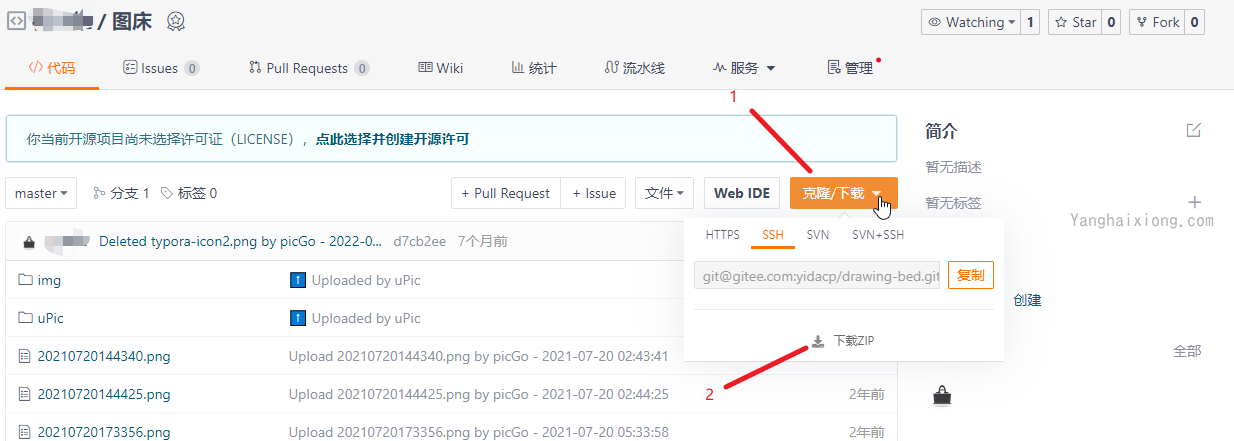 / 图床
Watching 1 Star 0 Fork 0
代码 Issues 0 Pull Requests 0 Wiki 统计 流水线 服务 管理
1
你当前开源项目尚未选择许可证（LICENSE），点此选择并创建开源许可
简介
暂无描述
master 分支 1 标签 0 + Pull Request + Issue 文件 Web IDE 克隆/下载
暂无标签
Yanghaixiong.com
HTTPS SSH SVN SVN+SSH
Deleted typora-icon2.png by picGo - 2022-0... d7cb2ee 7个月前
git@gitee.com:yidacp/drawing-bed.git 复制
img Uploaded by uPic
创建
uPic Uploaded by uPic
下载ZIP
20210720144340.png Upload 20210720144340.png by picGo - 2021-07-20 02:43:41
全部
2
20210720144425.png Upload 20210720144425.png by picGo - 2021-07-20 02:44:25 2年前
20210720173356.png Upload 20210720173356.png by picGo - 2021-07-20 05:33:58 2年前